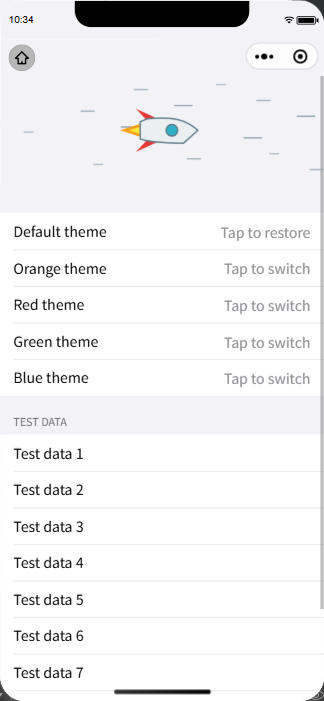 10:34
Default theme Tap to restore
Orange theme Tap to switch
Red theme Tap to switch
Green theme Tap to switch
Blue theme Tap to switch
TEST DATA
Test data 1
Test data 2
Test data 3
Test data 4
Test data 5
Test data 6
Test data 7